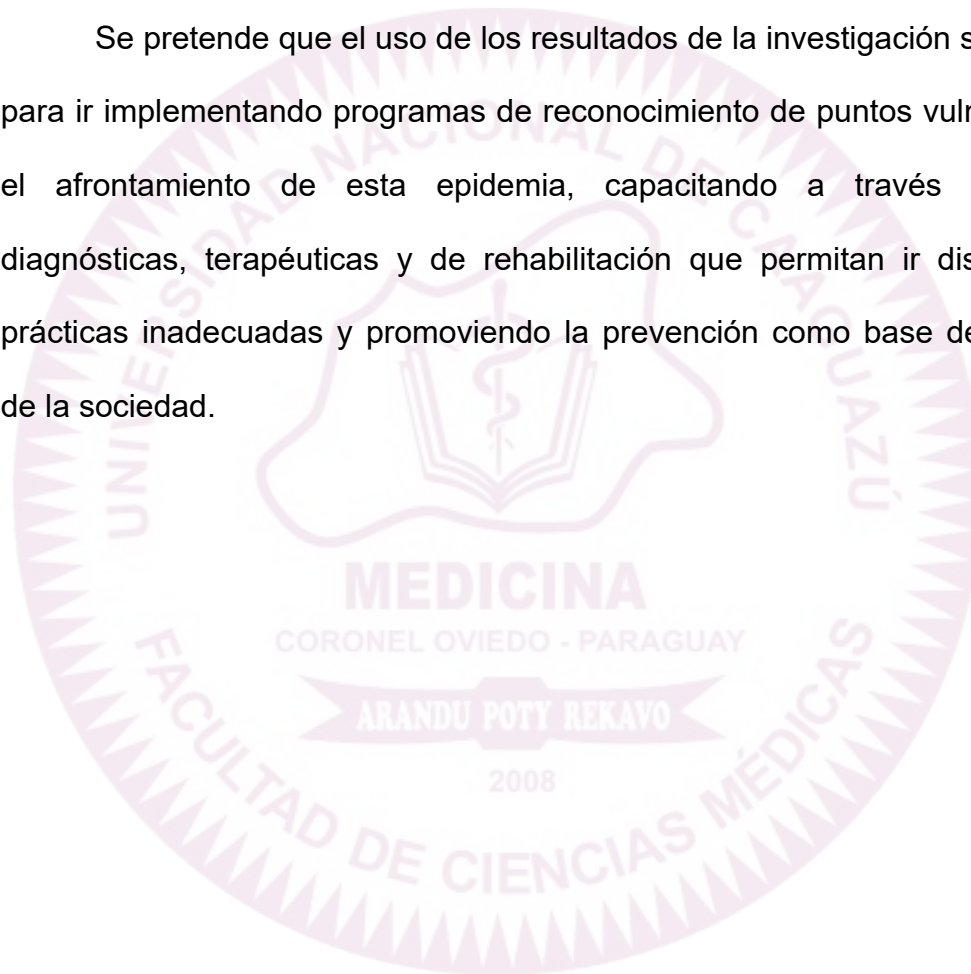 Se pretende que el uso de los resultados de la investigación s
para ir implementando programas de reconocimiento de puntos vuln
el afrontamiento de esta epidemia, capacitando a través
diagnósticas, terapéuticas y de rehabilitación que permitan ir dis
prácticas inadecuadas y promoviendo la prevención como base de
de la sociedad.
UNIVERSIDAD NACIONAL DE CAAGUAZÚ
MEDICINA
CORONEL OVIEDO - PARAGUAY
ARANDU POTY REKAVO
2008
FACULTAD DE CIENCIAS MÉDICAS